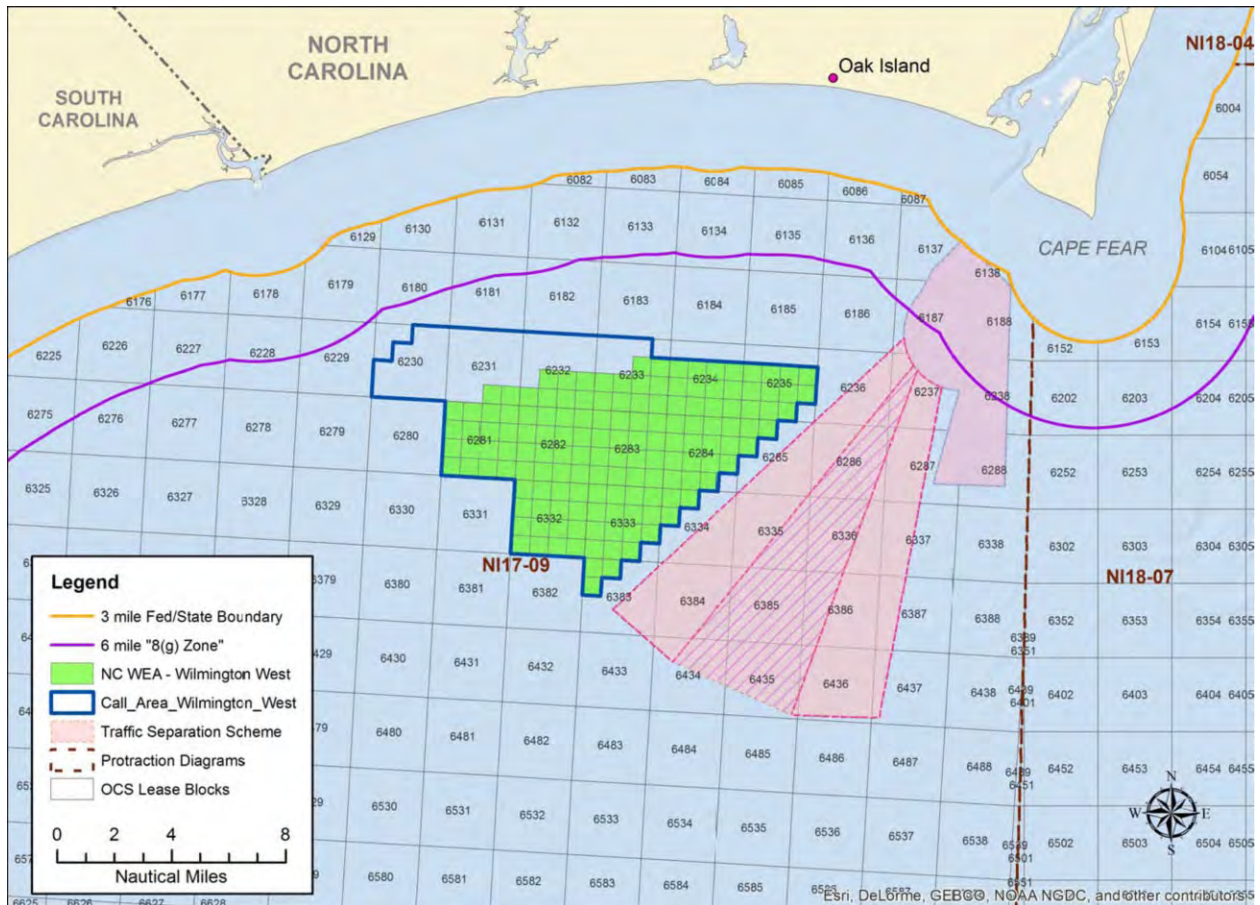 NORTH
CAROLINA
SOUTH
CAROLINA
Oak Island
NI18-04
CAPE FEAR
6004
6054
6082 6083 6084 6085 6086 6087
6104 6105
6129 6130 6131 6132 6133 6134 6135 6136 6137 6138
6154
6152 6153
6176 6177 6178 6179 6180 6181 6182 6183 6184 6185 6186 6187 6188
6202 6203 6204 6205
6225 6226 6227 6228 6229 6230 6231 6232 6233 6234 6235 6236 6237 6238
6252 6253 6254 6255
6275 6276 6277 6278 6279 6280 6281 6282 6283 6284 6285 6286 6287 6288
6302 6303 6304 6305
6325 6326 6327 6328 6329 6330 6331 6332 6333 6334 6335 6336 6337 6338
NI17-09
NI18-07
6352 6353 6354 6355
6380 6381 6382 6383 6384 6385 6386 6387 6388 6389
6351
6402 6403 6404 6405
6430 6431 6432 6433 6434 6435 6436 6437 6438 6439
6401
6452 6453 6454 6455
6480 6481 6482 6483 6484 6485 6486 6487 6488 6489
6451
6502 6503 6504 6505
6530 6531 6532 6533 6534 6535 6536 6537 6538
6501
6580 6581 6582 6583 6584 6585
Legend
3 mile Fed/State Boundary
6 mile "8(g) Zone"
NC WEA - Wilmington West
Call_Area_Wilmington_West
Traffic Separation Scheme
Protraction Diagrams
OCS Lease Blocks
0 2 4 8
Nautical Miles
N
W E
S
Esri, DeLorme, GEBCO, NOAA NGDC, and other contributors